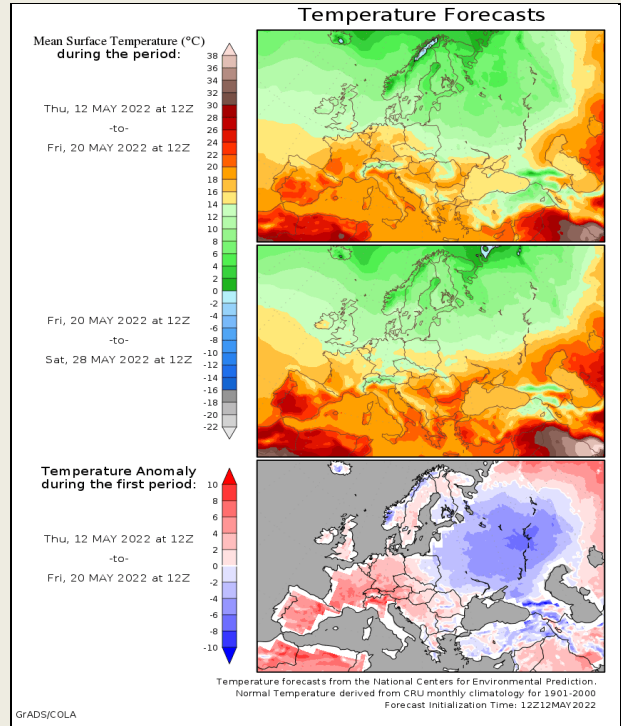 Temperature Forecasts
Mean Surface Temperature (°C)
during the period:
38
36
34
32
30
28
26
24
22
20
18
16
14
12
10
8
6
4
2
0
-2
-4
-6
-8
-10
-12
-14
-16
-18
-20
-22
Thu, 12 MAY 2022 at 12Z
-to-
Fri, 20 MAY 2022 at 12Z
Fri, 20 MAY 2022 at 12Z
-to-
Sat, 28 MAY 2022 at 12Z
Temperature Anomaly
during the first period:
10
8
6
4
2
0
-2
-4
-6
-8
-10
Thu, 12 MAY 2022 at 12Z
-to-
Fri, 20 MAY 2022 at 12Z
Temperature forecasts from the National Centers for Environmental Prediction.
Normal Temperature derived from CRU monthly climatology for 1901-2000
Forecast Initialization Time: 12Z12MAY2022
GrADS/COLA